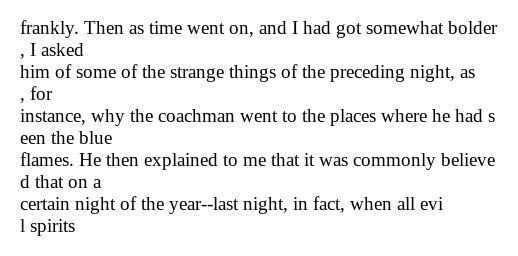 frankly. Then as time went on, and I had got somewhat bolder
, I asked
him of some of the strange things of the preceding night, as
, for
instance, why the coachman went to the places where he had s
een the blue
flames. He then explained to me that it was commonly believe
d that on a
certain night of the year--last night, in fact, when all evi
l spirits